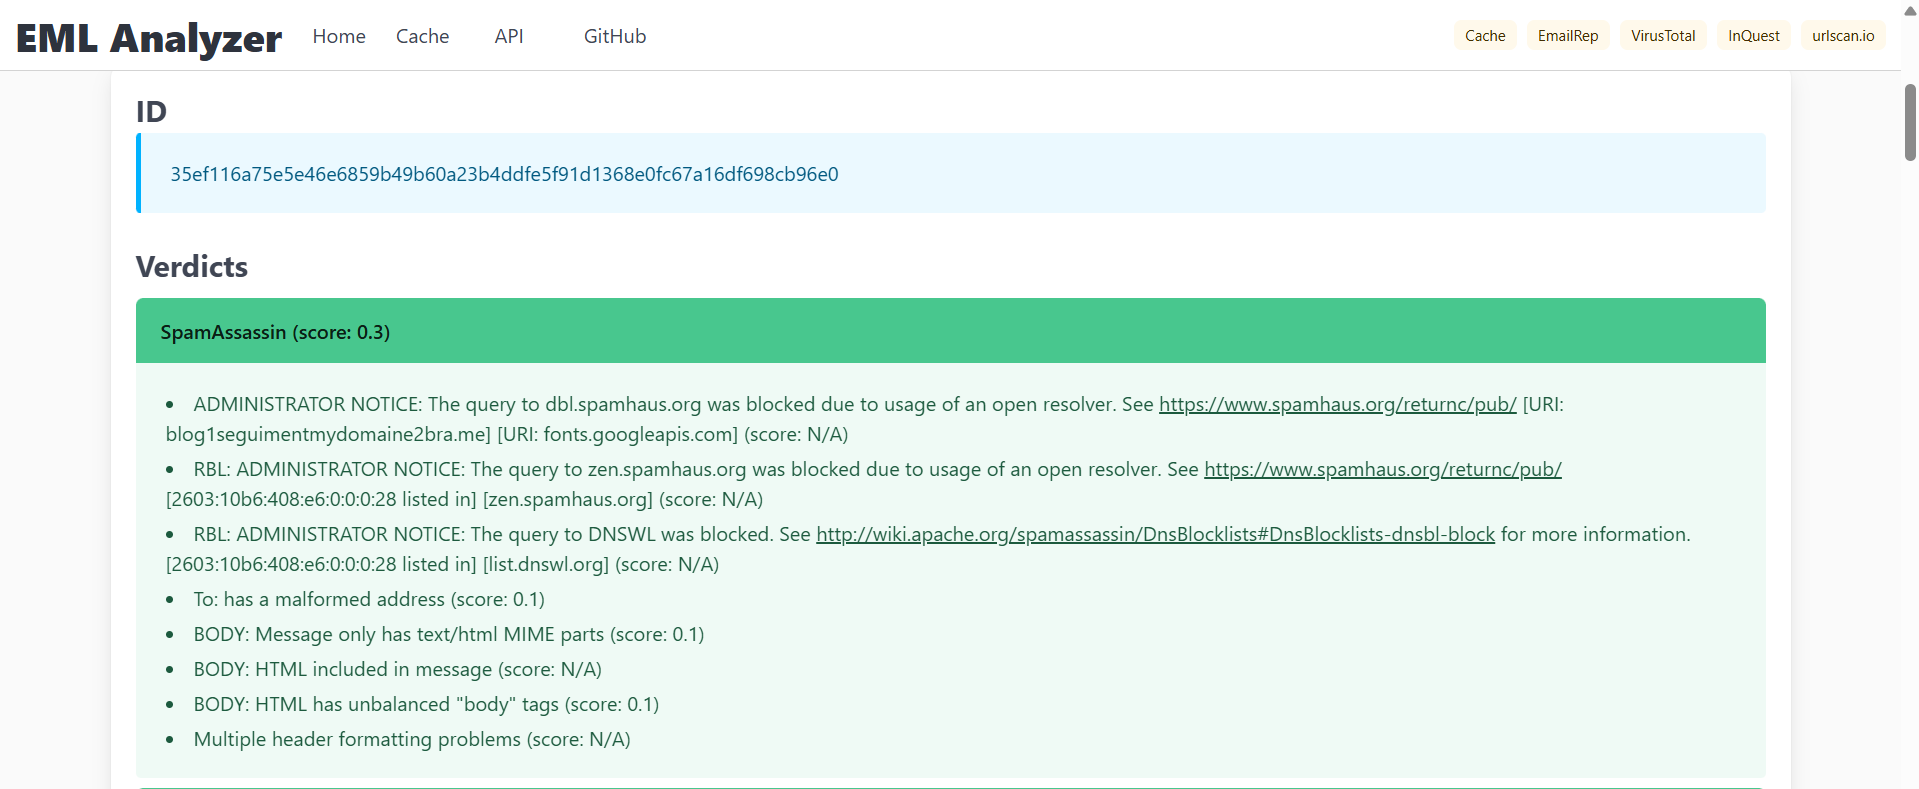 EML Analyzer Home Cache API GitHub Cache EmailRep VirusTotal InQuest urlscan.io
ID
35ef116a75e5e46e6859b49b60a23b4ddfe5f91d1368e0fc67a16df698cb96e0
Verdicts
SpamAssassin (score: 0.3)
• ADMINISTRATOR NOTICE: The query to dbl.spamhaus.org was blocked due to usage of an open resolver. See https://www.spamhaus.org/returnc/pub/ [URI:
blog1seguimentmydomaine2bra.me] [URI: fonts.googleapis.com] (score: N/A)
• RBL: ADMINISTRATOR NOTICE: The query to zen.spamhaus.org was blocked due to usage of an open resolver. See https://www.spamhaus.org/returnc/pub/
[2603:10b6:408:e6:0:0:0:28 listed in] [zen.spamhaus.org] (score: N/A)
• RBL: ADMINISTRATOR NOTICE: The query to DNSWL was blocked. See http://wiki.apache.org/spamassassin/DnsBlocklists#DnsBlocklists-dnsbl-block for more information.
[2603:10b6:408:e6:0:0:0:28 listed in] [list.dnswl.org] (score: N/A)
• To: has a malformed address (score: 0.1)
• BODY: Message only has text/html MIME parts (score: 0.1)
• BODY: HTML included in message (score: N/A)
• BODY: HTML has unbalanced "body" tags (score: 0.1)
• Multiple header formatting problems (score: N/A)